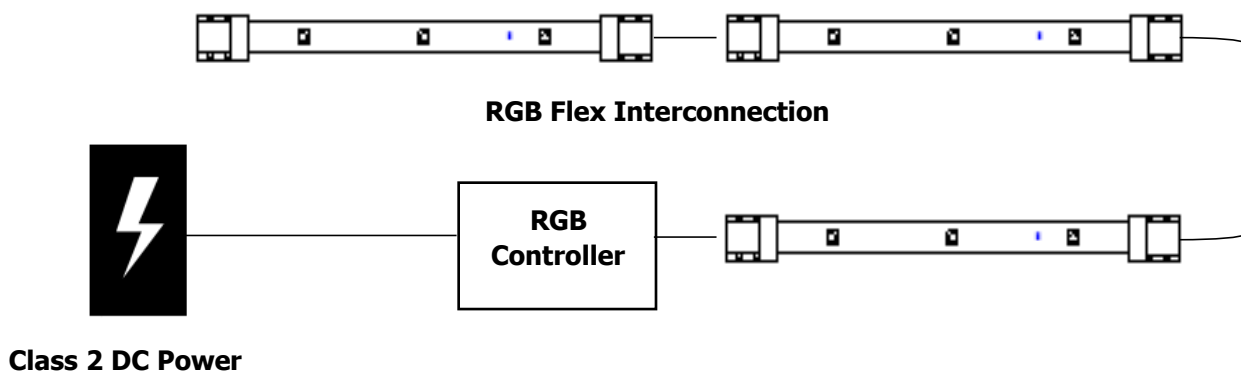 RGB Flex Interconnection
RGB
Controller
Class 2 DC Power